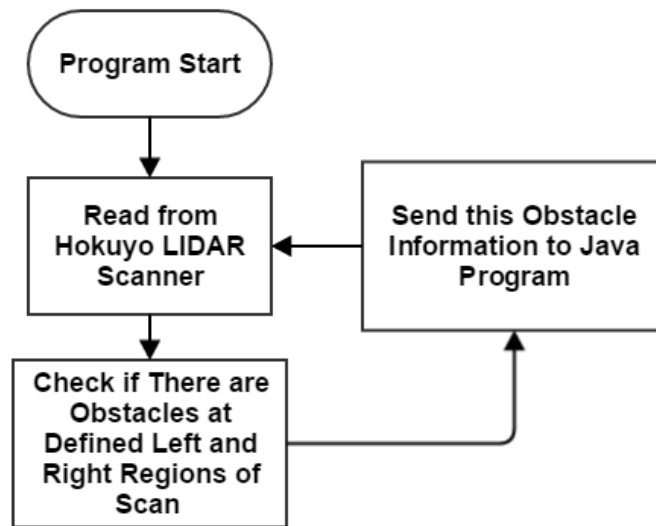 Program Start
Read from
Hokuyo LIDAR
Scanner
Send this Obstacle
Information to Java
Program
Check if There are
Obstacles at
Defined Left and
Right Regions of
Scan